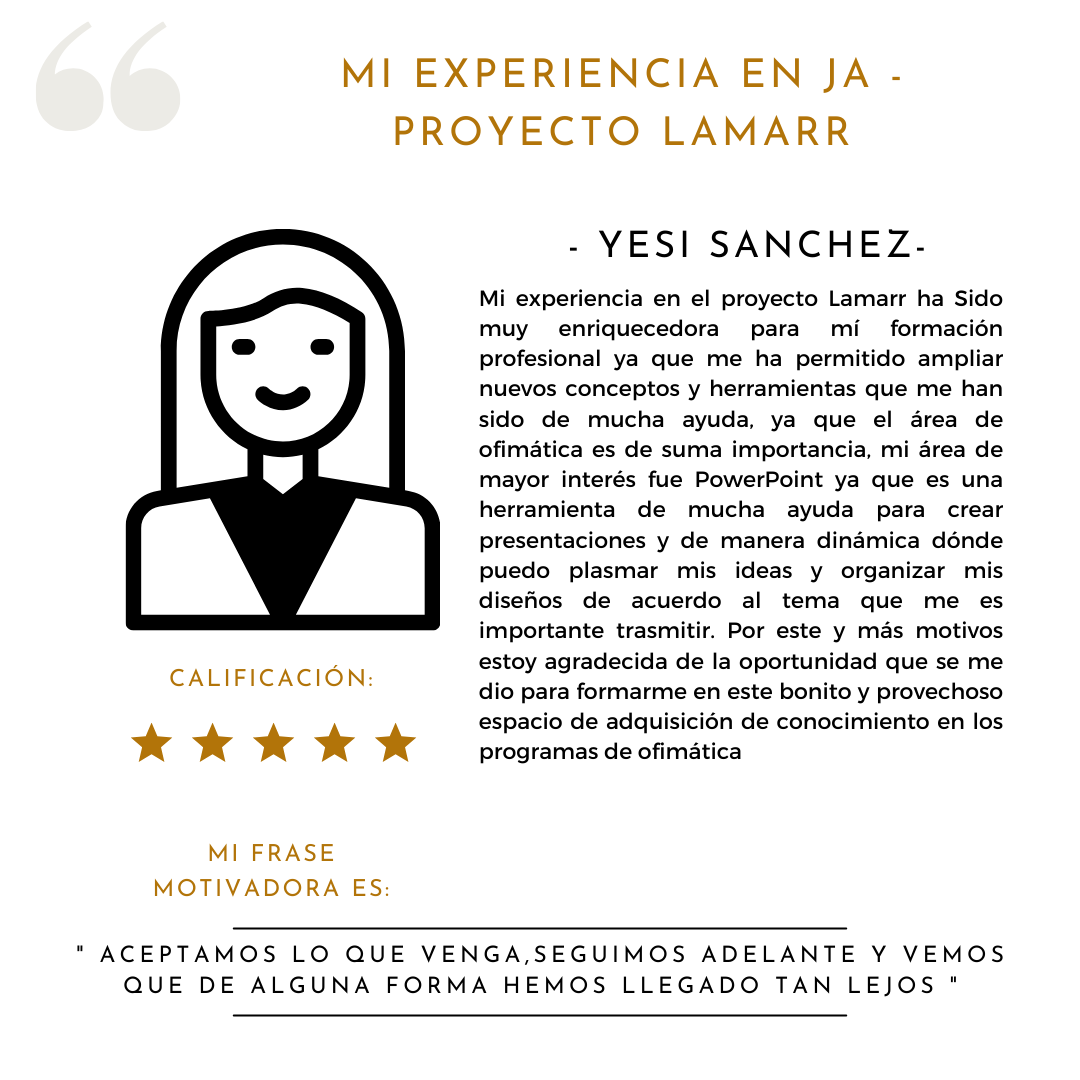 MI EXPERIENCIA EN JA -
PROYECTO LAMARR
- YESI SANCHEZ-
Mi experiencia en el proyecto Lamarr ha Sido
muy enriquecedora para mí formación
profesional ya que me ha permitido ampliar
nuevos conceptos y herramientas que me han
sido de mucha ayuda, ya que el área de
ofimática es de suma importancia, mi área de
mayor interés fue PowerPoint ya que es una
herramienta de mucha ayuda para crear
presentaciones y de manera dinámica dónde
puedo plasmar mis ideas y organizar mis
diseños de acuerdo al tema que me es
importante trasmitir. Por este y más motivos
estoy agradecida de la oportunidad que se me
dio para formarme en este bonito y provechoso
espacio de adquisición de conocimiento en los
programas de ofimática
CALIFICACIÓN:
MI FRASE
MOTIVADORA ES:
" ACEPTAMOS LO QUE VENGA,SEGUIMOS ADELANTE Y VEMOS
QUE DE ALGUNA FORMA HEMOS LLEGADO TAN LEJOS "